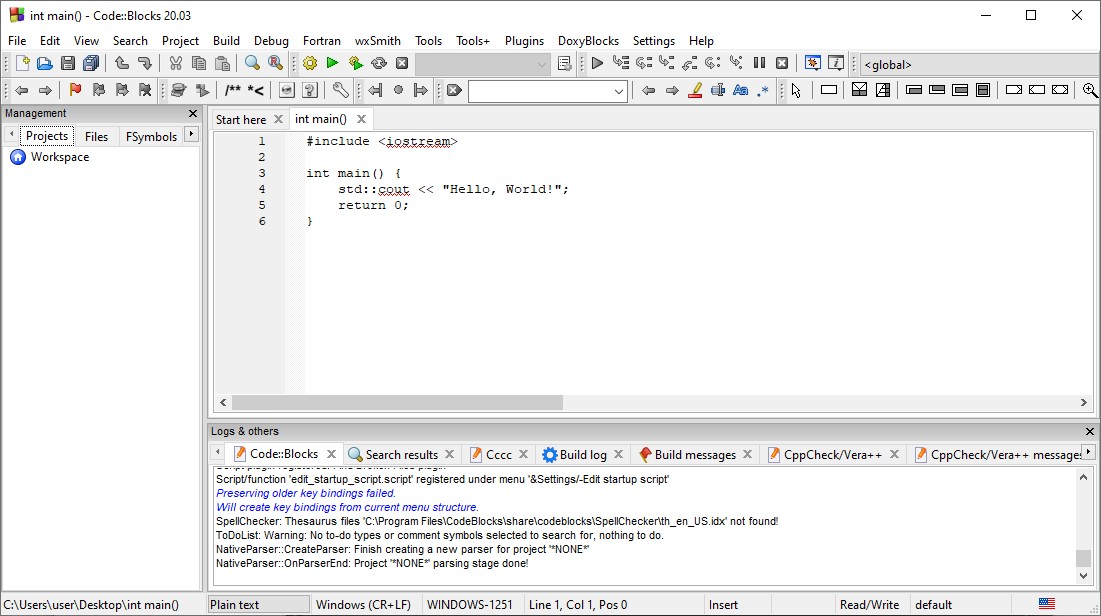 int main() - Code::Blocks 20.03
File Edit View Search Project Build Debug Fortran wxSmith Tools Tools+ Plugins DoxyBlocks Settings Help
<global>
/** *<
Aa .*
Management
Projects Files FSymbols
Workspace
Start here int main()
1 #include <iostream>
2
3 int main() {
4 std::cout << "Hello, World!";
5 return 0;
6 }
Logs & others
Code::Blocks Search results Cccc Build log Build messages CppCheck/Vera++ CppCheck/Vera++ messages
Script/function 'edit_startup_script.script' registered under menu '&Settings/-Edit startup script'
Preserving older key bindings failed.
Will create key bindings from current menu structure.
SpellChecker: Thesaurus files 'C:\Program Files\CodeBlocks\share\codeblocks\SpellChecker\th_en_US.idx' not found!
ToDoList: Warning: No to-do types or comment symbols selected to search for, nothing to do.
NativeParser::CreateParser: Finish creating a new parser for project '*NONE*'
NativeParser::OnParserEnd: Project '*NONE*' parsing stage done!
C:\Users\user\Desktop\int main() Plain text Windows (CR+LF) WINDOWS-1251 Line 1, Col 1, Pos 0 Insert Read/Write default